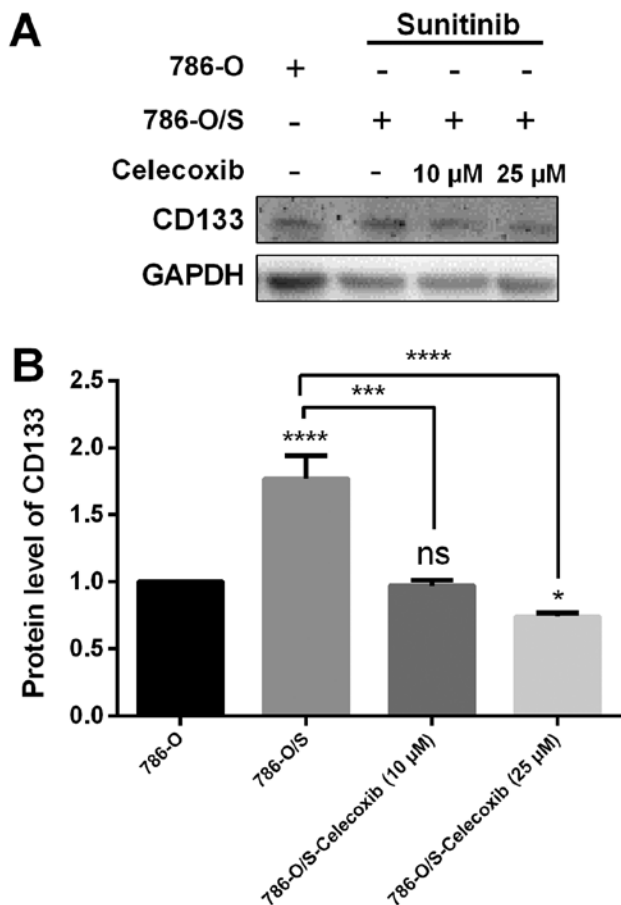 A
Sunitinib
786-O + - - -
786-O/S - + + +
Celecoxib - - 10 µM 25 µM
CD133
GAPDH
B
****
***
****
ns
*
2.5
2.0
1.5
1.0
0.5
0.0
Protein level of CD133
786-O
786-O/S
786-O/S-Celecoxib (10 µM)
786-O/S-Celecoxib (25 µM)